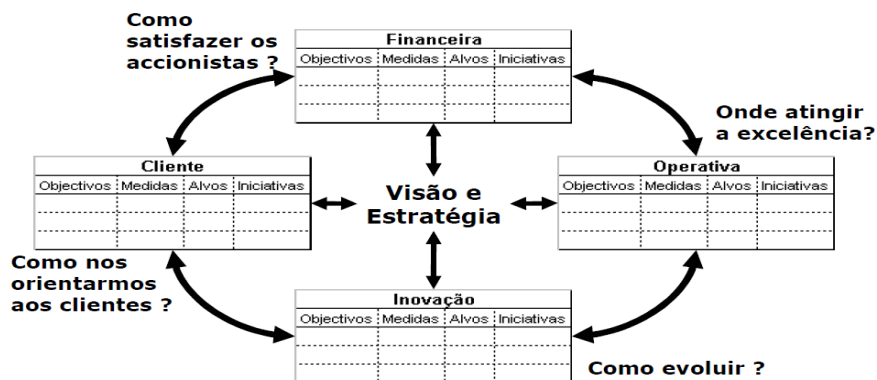 Como
satisfazer os
accionistas ?
Financeira
Objectivos Medidas Alvos Iniciativas
Onde atingir
a excelência?
Cliente
Objectivos Medidas Alvos Iniciativas
Visão e
Estratégia
Operativa
Objectivos Medidas Alvos Iniciativas
Como nos
orientarmos
aos clientes ?
Inovação
Objectivos Medidas Alvos Iniciativas
Como evoluir ?